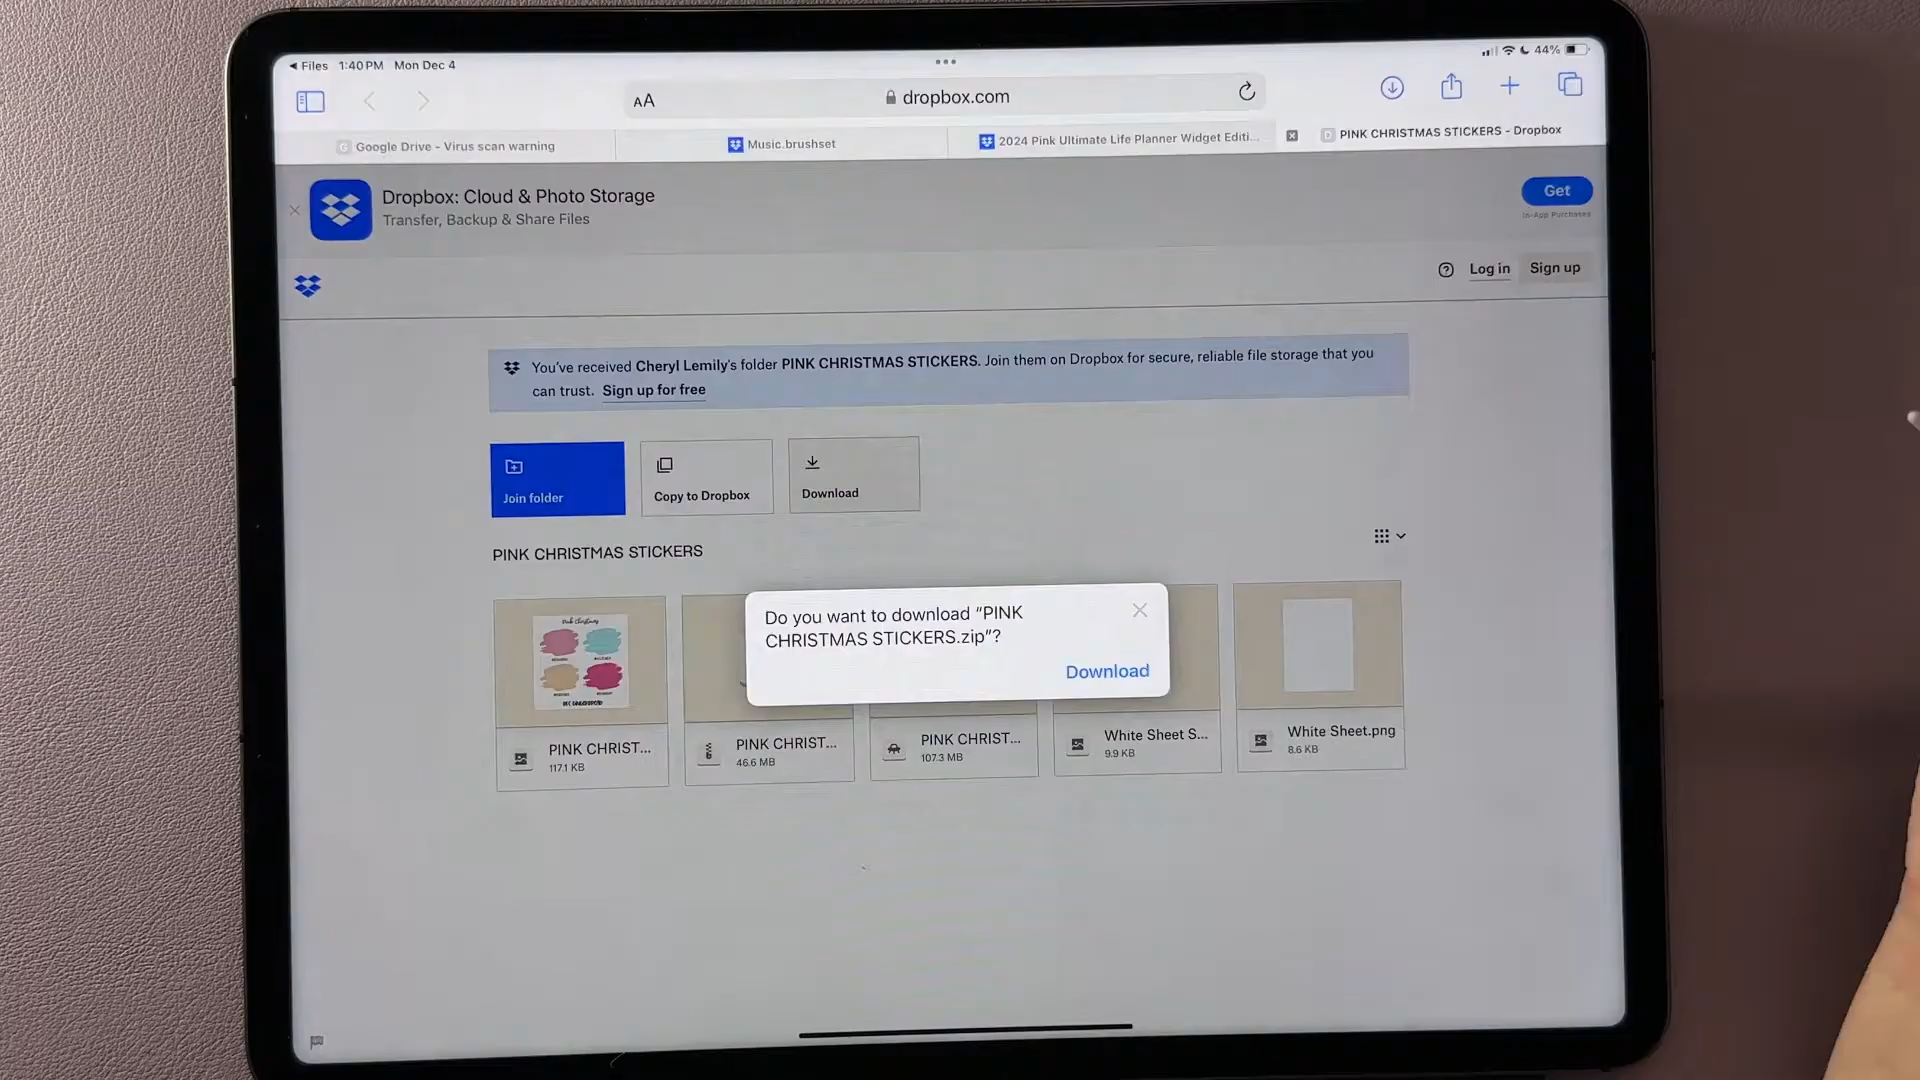 Files 1:40 PM Mon Dec 4
44%
AA
dropbox.com
Google Drive - Virus scan warning
Music.brushset
2024 Pink Ultimate Life Planner Widget Editi...
PINK CHRISTMAS STICKERS - Dropbox
Dropbox: Cloud & Photo Storage
Transfer, Backup & Share Files
Get
In-App Purchases
Log in
Sign up
You've received Cheryl Lemily's folder PINK CHRISTMAS STICKERS. Join them on Dropbox for secure, reliable file storage that you
can trust. Sign up for free
Join folder
Copy to Dropbox
Download
PINK CHRISTMAS STICKERS
Do you want to download “PINK
CHRISTMAS STICKERS.zip”?
Download
Pink Christmas
PINK CHRIST...
117.1 KB
PINK CHRIST...
46.6 MB
PINK CHRIST...
107.3 MB
White Sheet S...
9.9 KB
White Sheet.png
8.6 KB